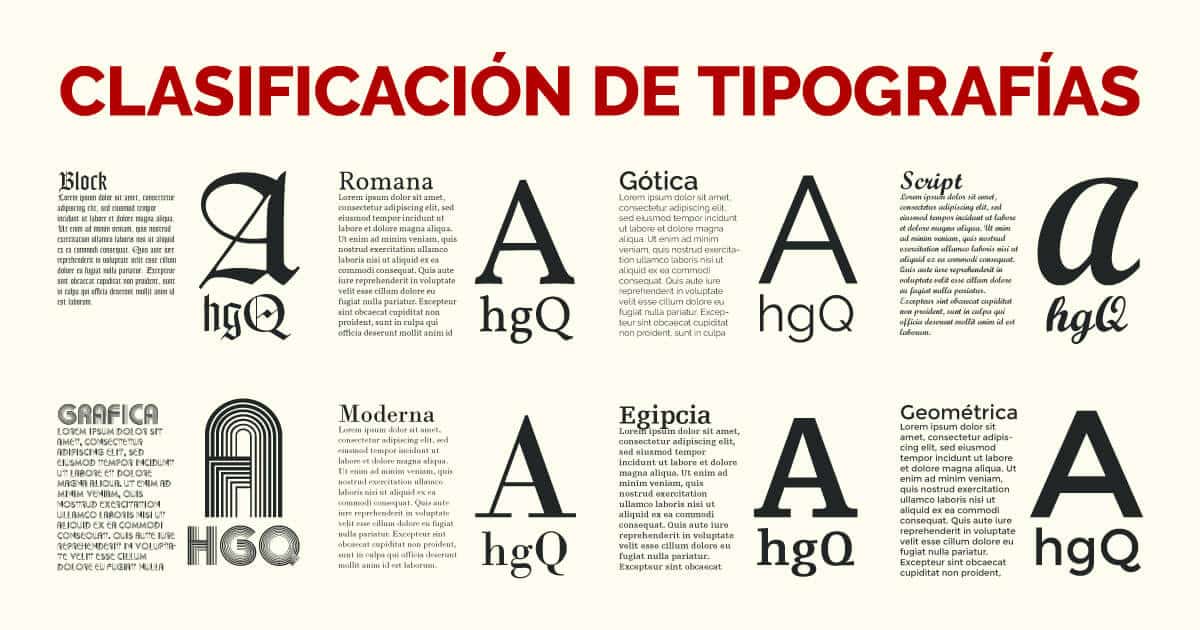 CLASIFICACIÓN DE TIPOGRAFÍAS
Block
Lorem ipsum dolor sit amet, consectetur
adipiscing elit, sed eiusmod tempor
incidunt ut labore et dolore magna aliqua.
Ut enim ad minim veniam, quis nostrud
exercitation ullamco laboris nisi ut aliquid
ex ea commodi consequat. Quis aute iure
reprehenderit in voluptate velit esse cillum
dolore eu fugiat nulla pariatur. Excepteur
sint obcaecat cupiditat non proident, sunt
in culpa qui officia deserunt mollit anim id
est laborum.
A
hgQ
Romana
Lorem ipsum dolor sit amet,
consectetur adipiscing elit, sed
eiusmod tempor incidunt ut
labore et dolore magna aliqua.
Ut enim ad minim veniam, quis
nostrud exercitation ullamco
laboris nisi ut aliquid ex ea
commodi consequat. Quis aute
iure reprehenderit in voluptate
velit esse cillum dolore eu
fugiat nulla pariatur. Excepteur
sint obcaecat cupiditat non
proident, sunt in culpa qui
officia deserunt mollit anim id
A
hgQ
Gótica
Lorem ipsum dolor sit amet,
consectetur adipiscing elit,
sed eiusmod tempor incidunt
ut labore et dolore magna
aliqua. Ut enim ad minim
veniam, quis nostrud exercita-
tion ullamco laboris nisi ut
aliquid ex ea commodi
consequat. Quis aute iure
reprehenderit in voluptate
velit esse cillum dolore eu
fugiat nulla pariatur. Excep-
teur sint obcaecat cupiditat
non proident, sunt in culpa
A
hgQ
Script
Lorem ipsum dolor sit amet,
consectetur adipiscing elit, sed
eiusmod tempor incidunt ut labore
et dolore magna aliqua. Ut enim
ad minim veniam, quis nostrud
exercitation ullamco laboris nisi ut
aliquid ex ea commodi consequat.
Quis aute iure reprehenderit in
voluptate velit esse cillum dolore
eu fugiat nulla pariatur.
Excepteur sint obcaecat cupiditat
non proident, sunt in culpa qui
officia deserunt mollit anim id est
laborum.
a
hgQ
GRAFICA
LOREM IPSUM DOLOR SIT
AMET, CONSECTETUR
ADIPISCING ELIT, SED
EIUSMOD TEMPOR INCIDUNT
UT LABORE ET DOLORE
MAGNA ALIQUA. UT ENIM AD
MINIM VENIAM, QUIS
NOSTRUD EXERCITATION
ULLAMCO LABORIS NISI UT
ALIQUID EX EA COMMODI
CONSEQUAT. QUIS AUTE IURE
REPREHENDERIT IN VOLUPTA-
TE VELIT ESSE CILLUM
DOLORE EU FUGIAT NULLA
A
HGQ
Moderna
Lorem ipsum dolor sit amet,
consectetur adipiscing elit, sed
eiusmod tempor incidunt ut
labore et dolore magna aliqua.
Ut enim ad minim veniam, quis
nostrud exercitation ullamco
laboris nisi ut aliquid ex ea
commodi consequat. Quis aute
iure reprehenderit in voluptate
velit esse cillum dolore eu fugiat
nulla pariatur. Excepteur sint
obcaecat cupiditat non proident,
sunt in culpa qui officia deserunt
mollit anim id est laborum.
A
hgQ
Egipcia
Lorem ipsum dolor sit amet,
consectetur adipiscing elit,
sed eiusmod tempor
incidunt ut labore et dolore
magna aliqua. Ut enim ad
minim veniam, quis
nostrud exercitation
ullamco laboris nisi ut
aliquid ex ea commodi
consequat. Quis aute iure
reprehenderit in voluptate
velit esse cillum dolore eu
fugiat nulla pariatur.
Excepteur sint obcaecat
A
hgQ
Geométrica
Lorem ipsum dolor sit
amet, consectetur adipis-
cing elit, sed eiusmod
tempor incidunt ut labore
et dolore magna aliqua. Ut
enim ad minim veniam,
quis nostrud exercitation
ullamco laboris nisi ut
aliquid ex ea commodi
consequat. Quis aute iure
reprehenderit in voluptate
velit esse cillum dolore eu
fugiat nulla pariatur.
Excepteur sint obcaecat
cupiditat non proident,
A
hgQ